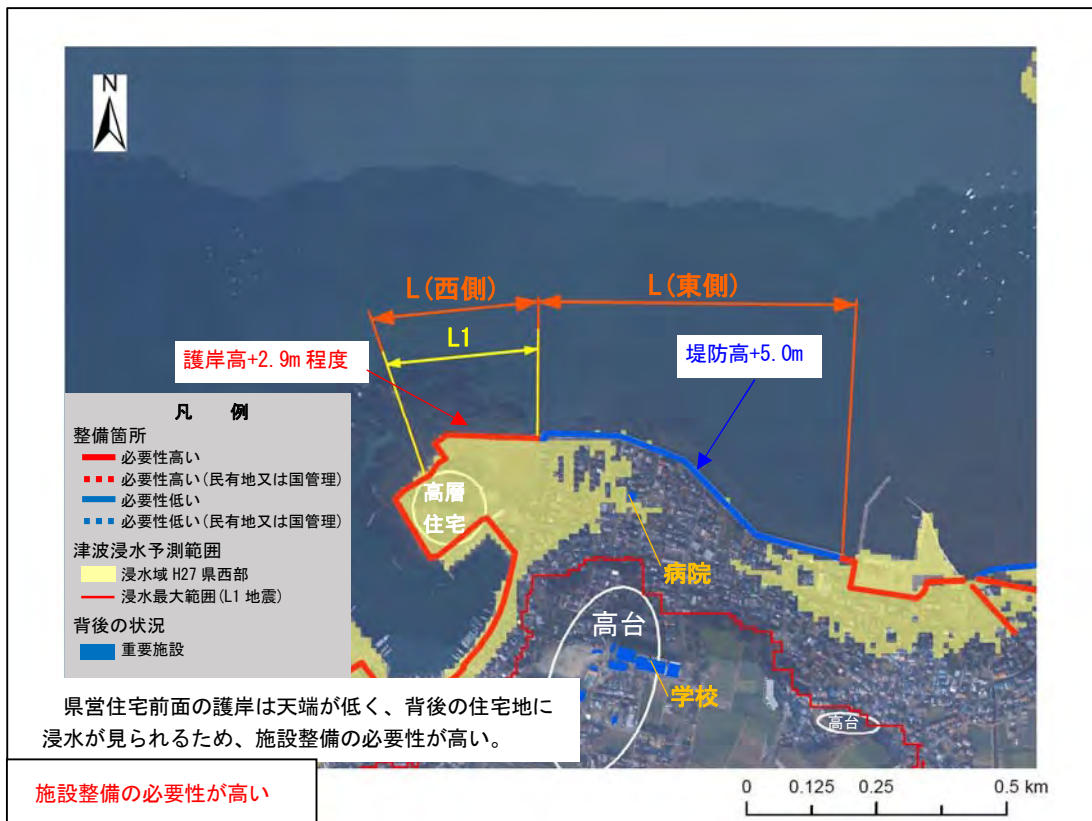 N
L(西側)
L(東側)
L1
護岸高+2.9m 程度
堤防高+5.0m
凡 例
整備箇所
必要性高い
必要性高い(民有地又は国管理)
必要性低い
必要性低い(民有地又は国管理)
津波浸水予測範囲
浸水域 H27 県西部
浸水最大範囲(L1 地震)
背後の状況
重要施設
高層
住宅
病院
高台
学校
高台
県営住宅前面の護岸は天端が低く、背後の住宅地に
浸水が見られるため、施設整備の必要性が高い。
施設整備の必要性が高い
0 0.125 0.25 0.5 km